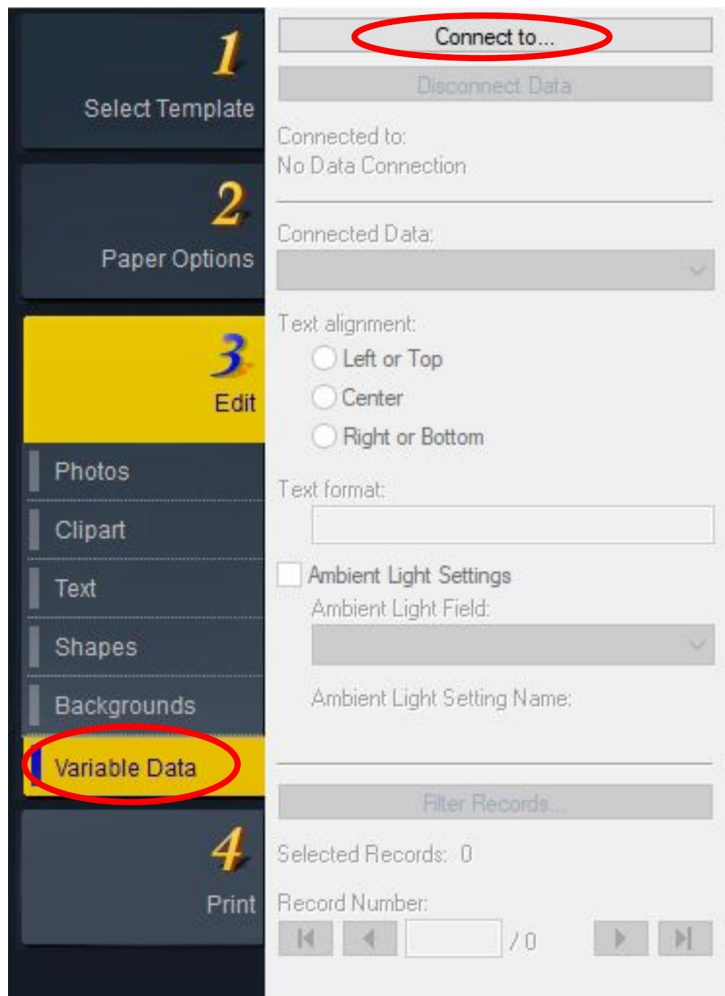 1
Select Template
2
Paper Options
3
Edit
Photos
Clipart
Text
Shapes
Backgrounds
Variable Data
4
Print
Connect to...
Disconnect Data
Connected to:
No Data Connection
Connected Data:
Text alignment:
Left or Top
Center
Right or Bottom
Text format:
Ambient Light Settings
Ambient Light Field:
Ambient Light Setting Name:
Filter Records...
Selected Records: 0
Record Number:
/ 0